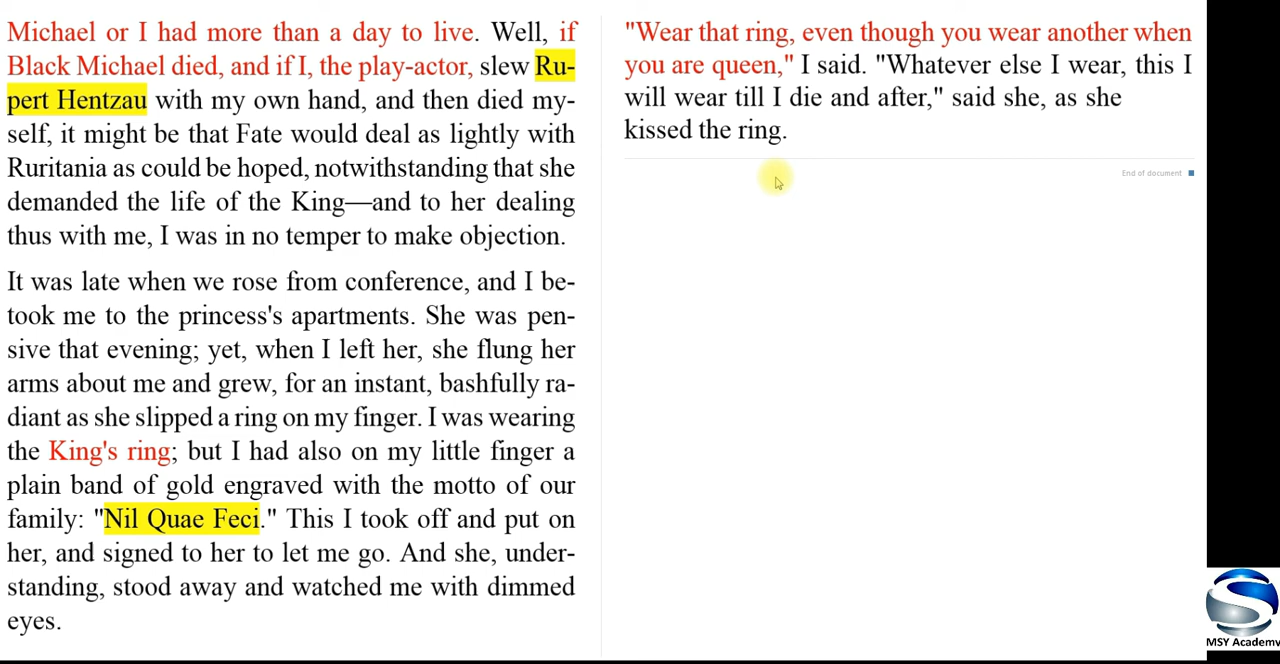 Michael or I had more than a day to live. Well, if
Black Michael died, and if I, the play-actor, slew Ru-
pert Hentzau with my own hand, and then died my-
self, it might be that Fate would deal as lightly with
Ruritania as could be hoped, notwithstanding that she
demanded the life of the King—and to her dealing
thus with me, I was in no temper to make objection.
It was late when we rose from conference, and I be-
took me to the princess's apartments. She was pen-
sive that evening; yet, when I left her, she flung her
arms about me and grew, for an instant, bashfully ra-
diant as she slipped a ring on my finger. I was wearing
the King's ring; but I had also on my little finger a
plain band of gold engraved with the motto of our
family: "Nil Quae Feci." This I took off and put on
her, and signed to her to let me go. And she, under-
standing, stood away and watched me with dimmed
eyes.
"Wear that ring, even though you wear another when
you are queen," I said. "Whatever else I wear, this I
will wear till I die and after," said she, as she
kissed the ring.
End of document
MSY Academy